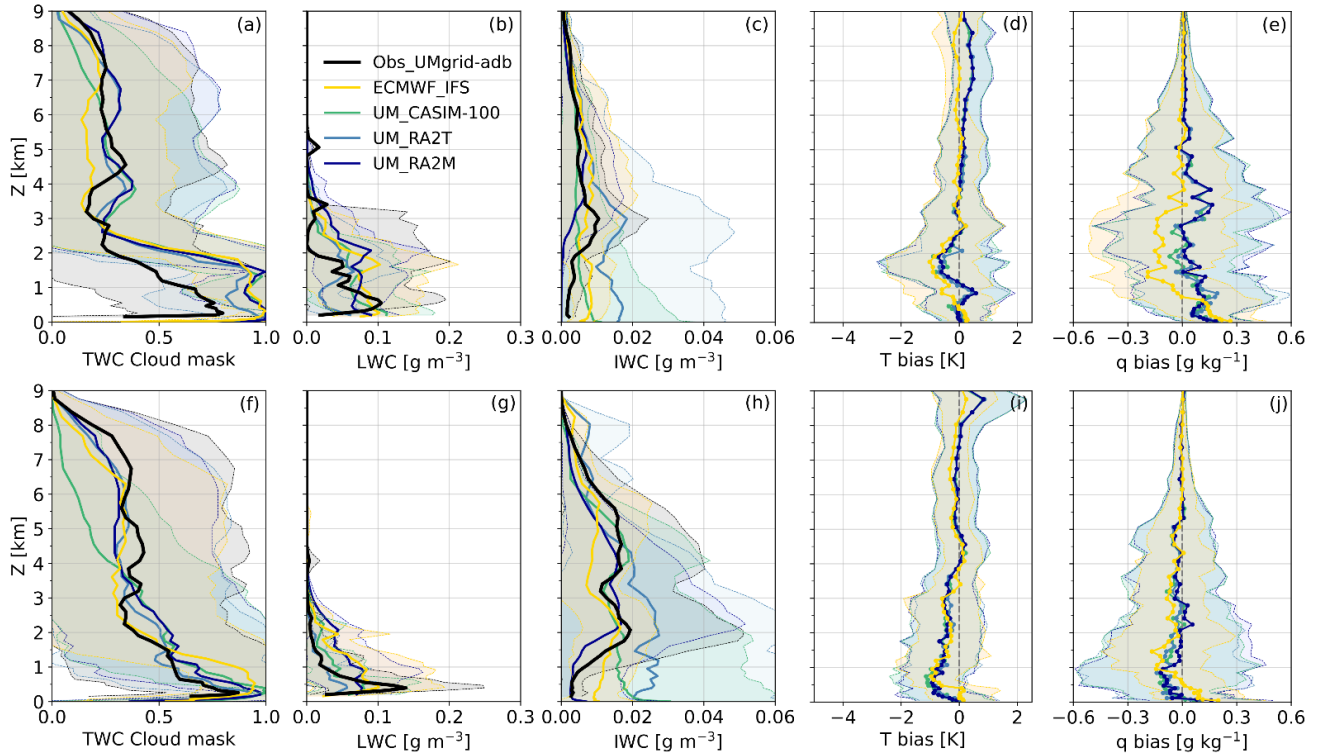 (a)
(b)
(c)
(d)
(e)
Z [km]
9
8
7
6
5
4
3
2
1
0
Obs_UMgrid-adb
ECMWF_IFS
UM_CASIM-100
UM_RA2T
UM_RA2M
0.0 0.5 1.0
TWC Cloud mask
0.0 0.1 0.2 0.3
LWC [g m−3]
0.00 0.02 0.04 0.06
IWC [g m−3]
−4 −2 0 2
T bias [K]
−0.6 −0.3 0.0 0.3 0.6
q bias [g kg−1]
(f)
(g)
(h)
(i)
(j)
Z [km]
9
8
7
6
5
4
3
2
1
0
0.0 0.5 1.0
TWC Cloud mask
0.0 0.1 0.2 0.3
LWC [g m−3]
0.00 0.02 0.04 0.06
IWC [g m−3]
−4 −2 0 2
T bias [K]
−0.6 −0.3 0.0 0.3 0.6
q bias [g kg−1]